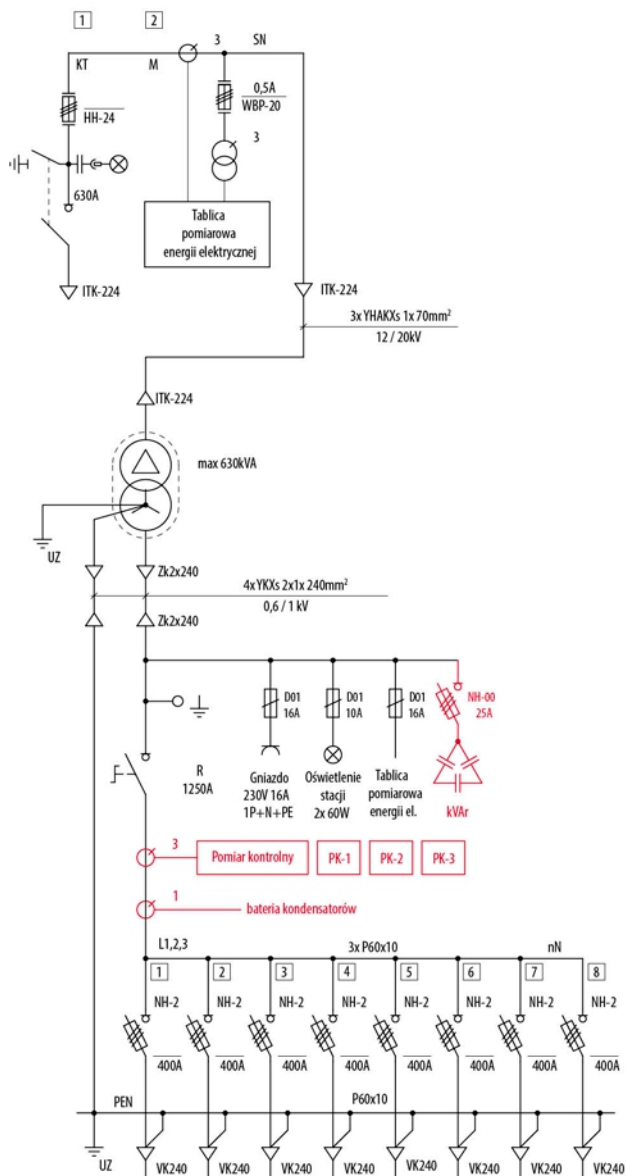 1 2
3 SN
KT M
0,5A
WBP-20
HH-24
3
630A
Tablica
pomiarowa
energii elektrycznej
ITK-224 ITK-224
3x YHAKXs 1x 70mm²
12 / 20kV
ITK-224
max 630kVA
UZ
Zk2x240
4x YKXs 2x1x 240mm²
0,6 / 1 kV
Zk2x240
D01 D01 D01 NH-00
16A 10A 16A 25A
R
1250A
Gniazdo
230V 16A
1P+N+PE
Oświetlenie
stacji
2x 60W
Tablica
pomiarowa
energii el.
kVAr
3
Pomiar kontrolny PK-1 PK-2 PK-3
1
bateria kondensatorów
L1,2,3 3x P60x10 nN
1 2 3 4 5 6 7 8
NH-2 NH-2 NH-2 NH-2 NH-2 NH-2 NH-2 NH-2
400A 400A 400A 400A 400A 400A 400A 400A
PEN P60x10
UZ
VK240 VK240 VK240 VK240 VK240 VK240 VK240 VK240